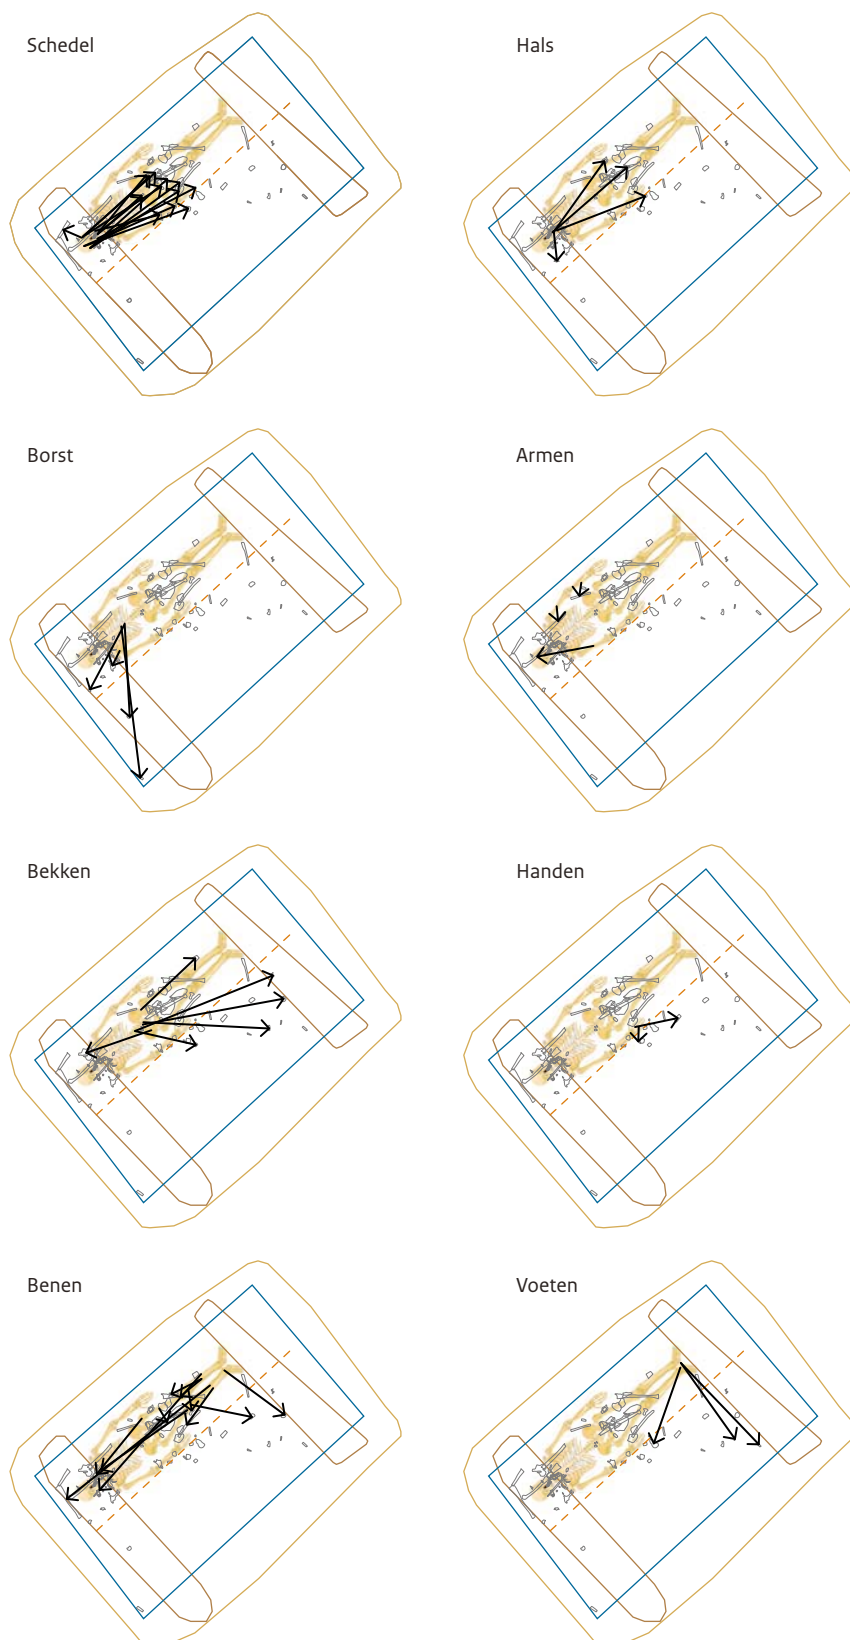 Schedel
Hals
Borst
Armen
Bekken
Handen
Benen
Voeten